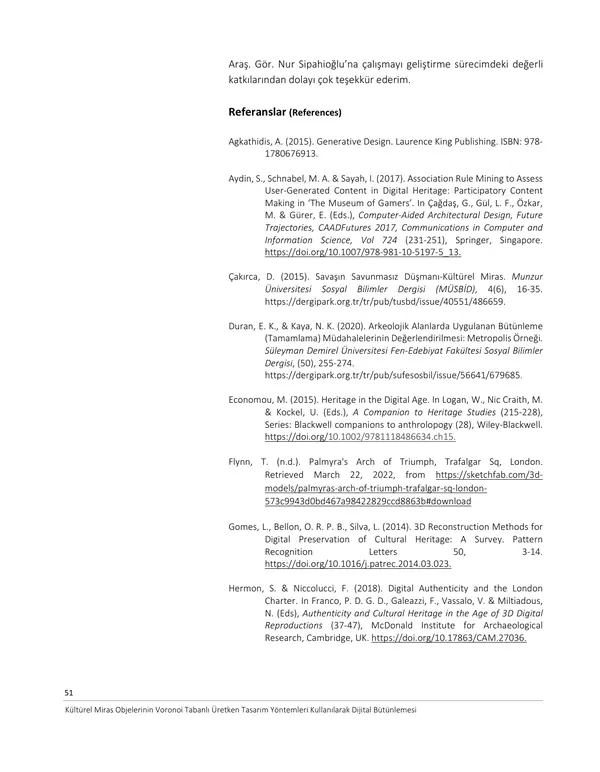 Araş. Gör. Nur Sipahioğlu'na çalışmayı geliştirme sürecimdeki değerli
katkılarından dolayı çok teşekkür ederim.
Referanslar (References)
Agkathidis, A. (2015). Generative Design. Laurence King Publishing. ISBN: 978-
1780676913.
Aydin, S., Schnabel, M. A. & Sayah, I. (2017). Association Rule Mining to Assess
User-Generated Content in Digital Heritage: Participatory Content
Making in 'The Museum of Gamers'. In Çağdaş, G., Gül, L. F., Özkar,
M. & Gürer, E. (Eds.), Computer-Aided Architectural Design, Future
Trajectories, CAADFutures 2017, Communications in Computer and
Information Science, Vol 724 (231-251), Springer, Singapore.
https://doi.org/10.1007/978-981-10-5197-5_13.
Çakırca, D. (2015). Savaşın Savunmasız Düşmanı-Kültürel Miras. Munzur
Üniversitesi Sosyal Bilimler Dergisi (MÜSBİD), 4(6), 16-35.
https://dergipark.org.tr/tr/pub/tusbd/issue/40551/486659.
Duran, E. K., & Kaya, N. K. (2020). Arkeolojik Alanlarda Uygulanan Bütünleme
(Tamamlama) Müdahalelerinin Değerlendirilmesi: Metropolis Örneği.
Süleyman Demirel Üniversitesi Fen-Edebiyat Fakültesi Sosyal Bilimler
Dergisi, (50), 255-274.
https://dergipark.org.tr/tr/pub/sufesosbil/issue/56641/679685.
Economou, M. (2015). Heritage in the Digital Age. In Logan, W., Nic Craith, M.
& Kockel, U. (Eds.), A Companion to Heritage Studies (215-228),
Series: Blackwell companions to anthrolopogy (28), Wiley-Blackwell.
https://doi.org/10.1002/9781118486634.ch15.
Flynn, T. (n.d.). Palmyra's Arch of Triumph, Trafalgar Sq, London.
Retrieved March 22, 2022, from https://sketchfab.com/3d-
models/palmyras-arch-of-triumph-trafalgar-sq-london-
573c9943d0bd467a98422829ccd8863b#download
Gomes, L., Bellon, O. R. P. B., Silva, L. (2014). 3D Reconstruction Methods for
Digital Preservation of Cultural Heritage: A Survey. Pattern
Recognition Letters 50, 3-14.
https://doi.org/10.1016/j.patrec.2014.03.023.
Hermon, S. & Niccolucci, F. (2018). Digital Authenticity and the London
Charter. In Franco, P. D. G. D., Galeazzi, F., Vassalo, V. & Miltiadous,
N. (Eds), Authenticity and Cultural Heritage in the Age of 3D Digital
Reproductions (37-47), McDonald Institute for Archaeological
Research, Cambridge, UK. https://doi.org/10.17863/CAM.27036.
51
Kültürel Miras Objelerinin Voronoi Tabanlı Üretken Tasarım Yöntemleri Kullanılarak Dijital Bütünlemesi